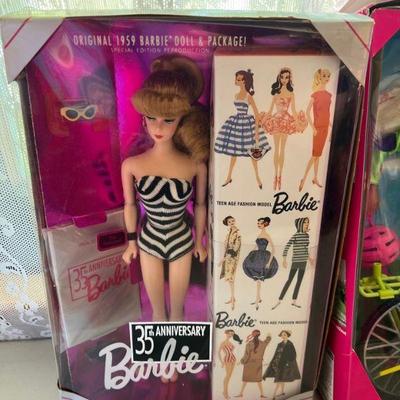 ORIGINAL 1959 BARBIE DOLL & PACKAGE!
SPECIAL EDITION REPRODUCTION
35TH ANNIVERSARY
Barbie
TEEN AGE FASHION MODEL Barbie
Barbie TEEN AGE FASHION MODEL
35TH ANNIVERSARY
Barbie